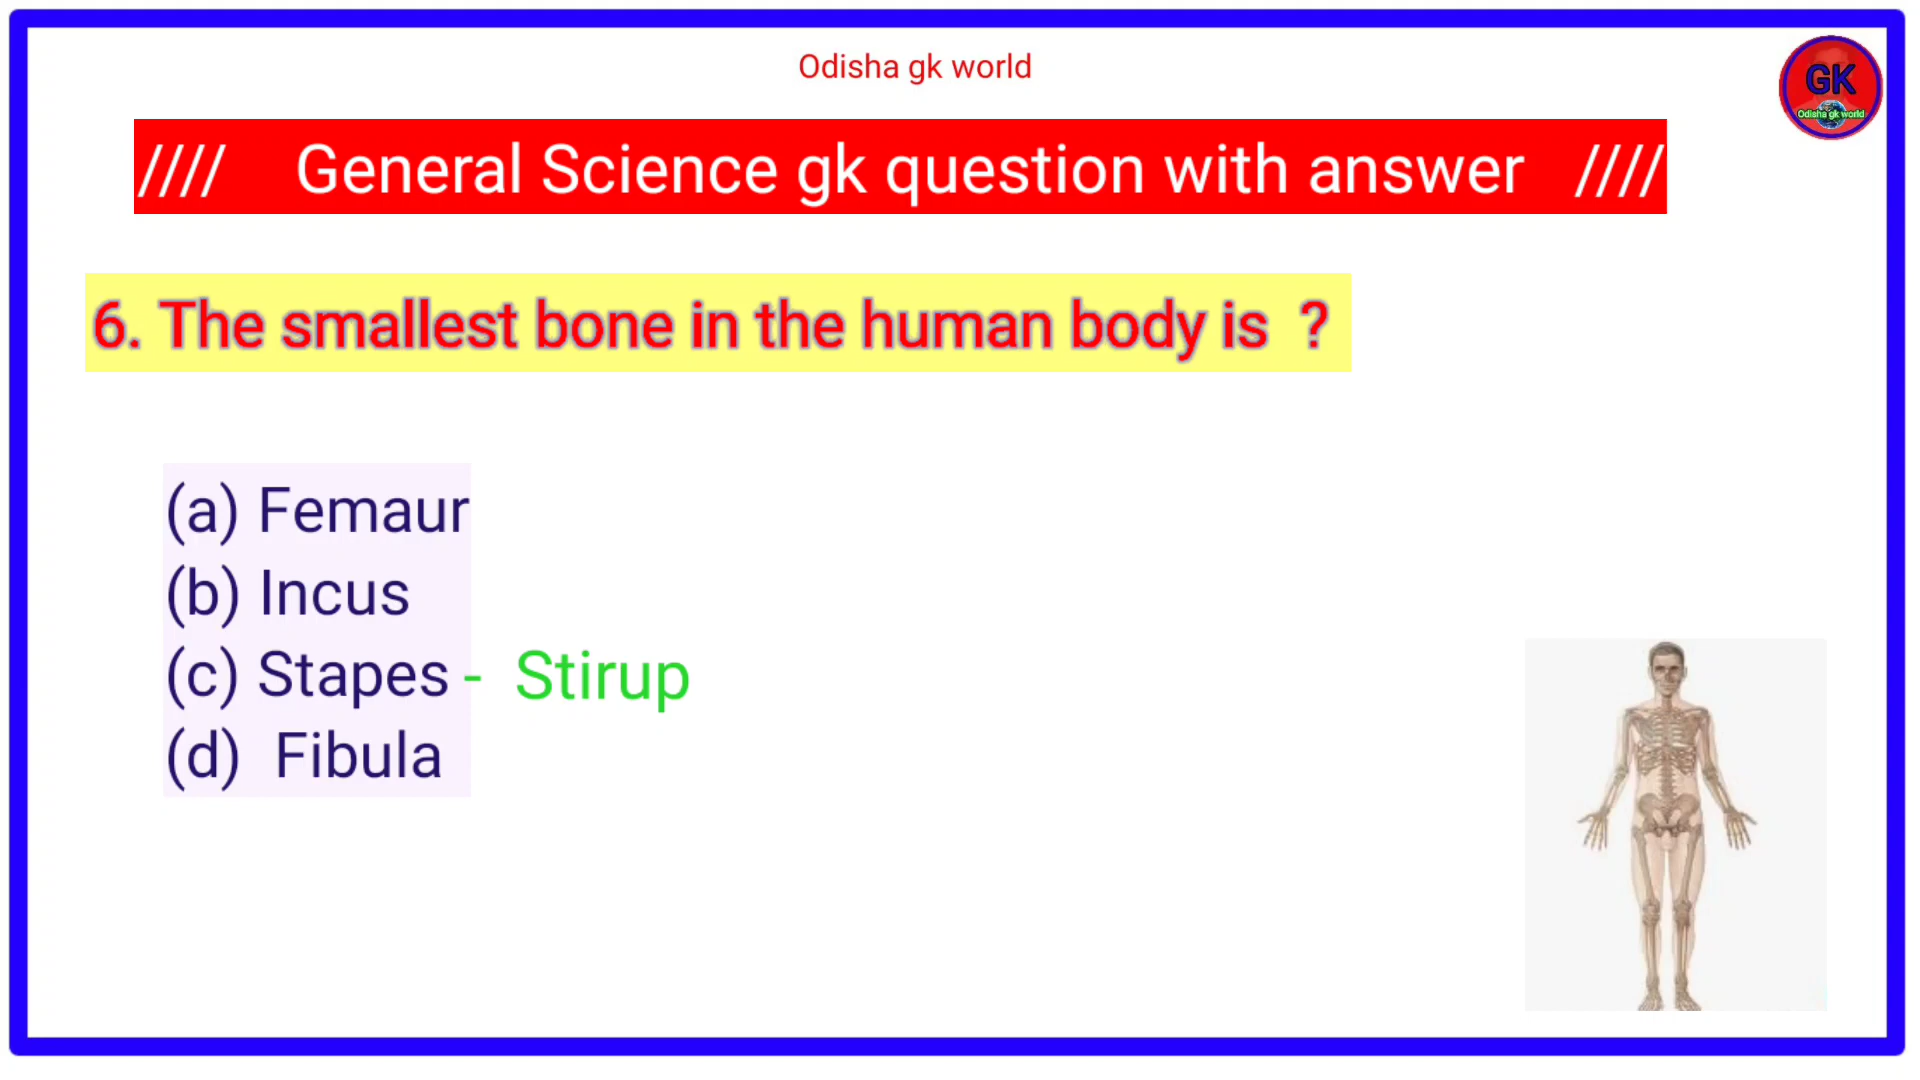 Odisha gk world
GK
Odisha gk world
//// General Science gk question with answer ////
6. The smallest bone in the human body is ?
(a) Femaur
(b) Incus
(c) Stapes - Stirup
(d) Fibula